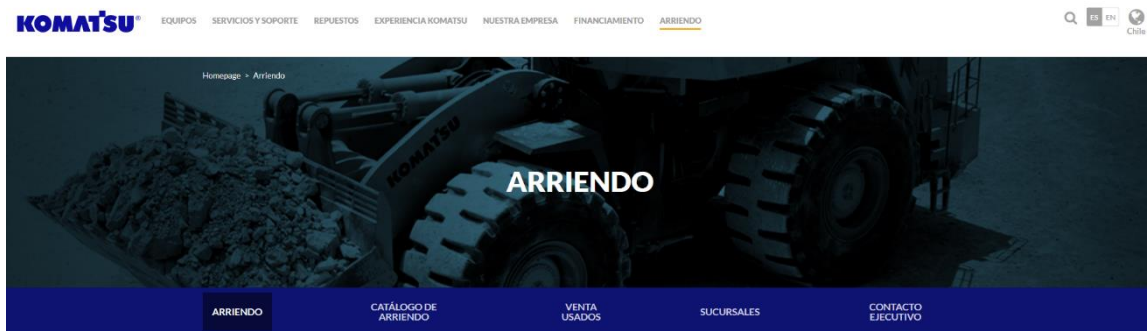 KOMATSU®
EQUIPOS SERVICIOS Y SOPORTE REPUESTOS EXPERIENCIA KOMATSU NUESTRA EMPRESA FINANCIAMIENTO ARRIENDO
ES EN
Chile
Homepage > Arriendo
KOMATSU
ARRIENDO
ARRIENDO
CATÁLOGO DE
ARRIENDO
VENTA
USADOS
SUCURSALES
CONTACTO
EJECUTIVO